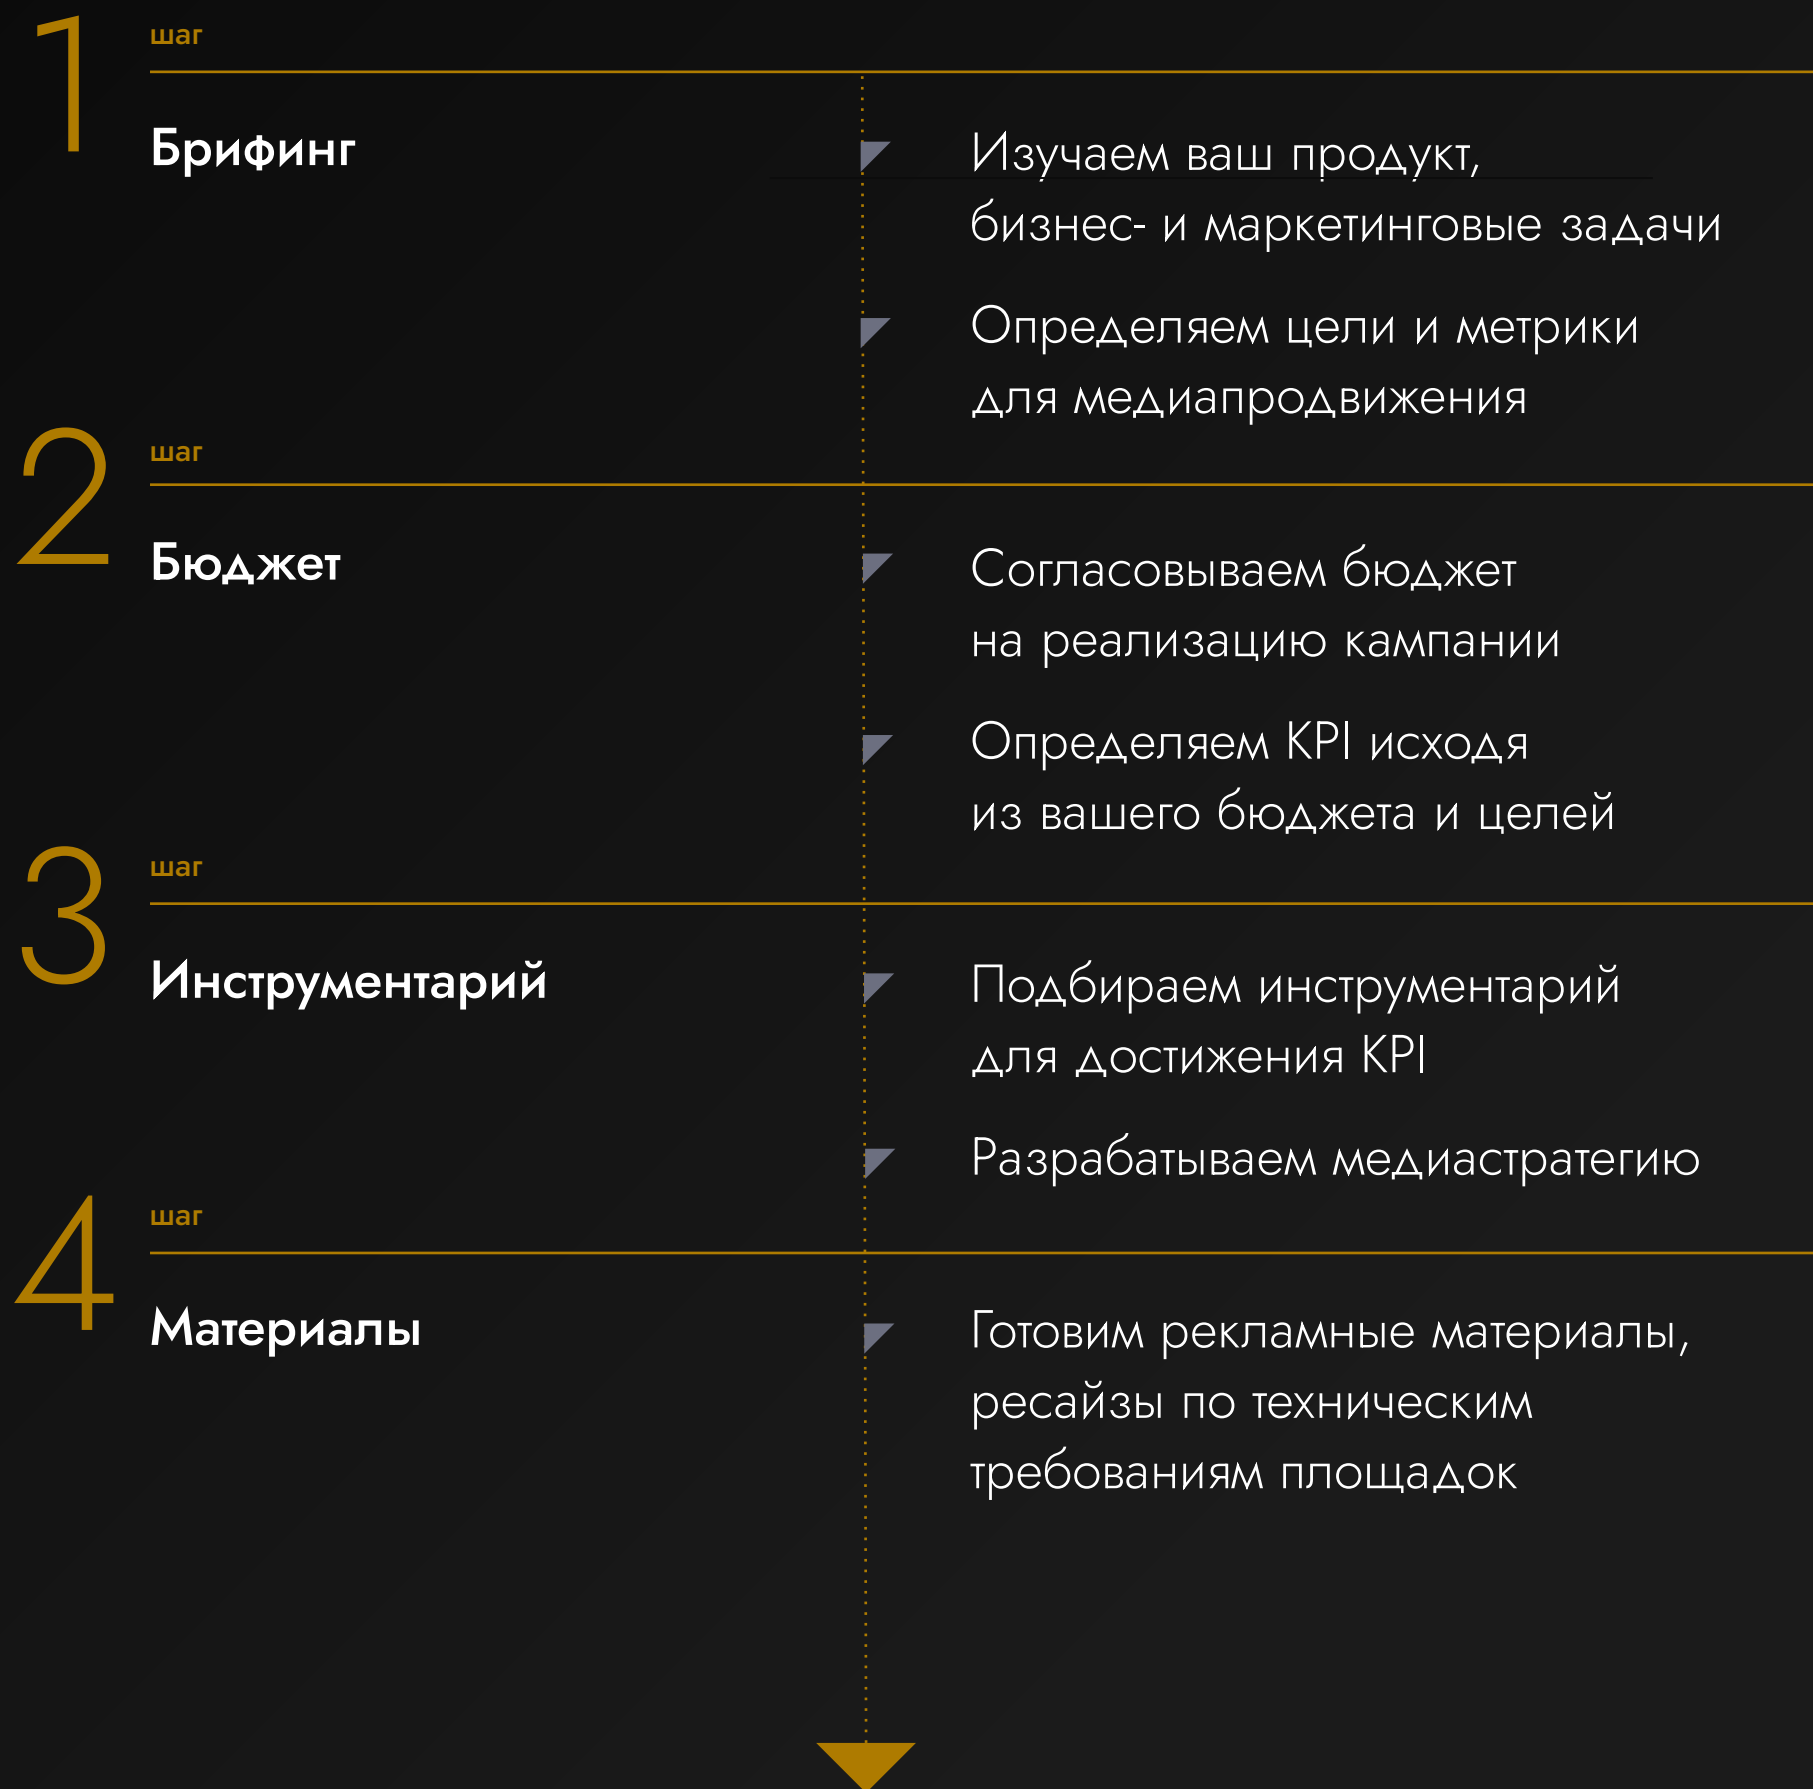 1 шаг
Брифинг
Изучаем ваш продукт,
бизнес- и маркетинговые задачи
Определяем цели и метрики
для медиапродвижения
2 шаг
Бюджет
Согласовываем бюджет
на реализацию кампании
Определяем KPI исходя
из вашего бюджета и целей
3 шаг
Инструментарий
Подбираем инструментарий
для достижения KPI
Разрабатываем медиастратегию
4 шаг
Материалы
Готовим рекламные материалы,
ресайзы по техническим
требованиям площадок